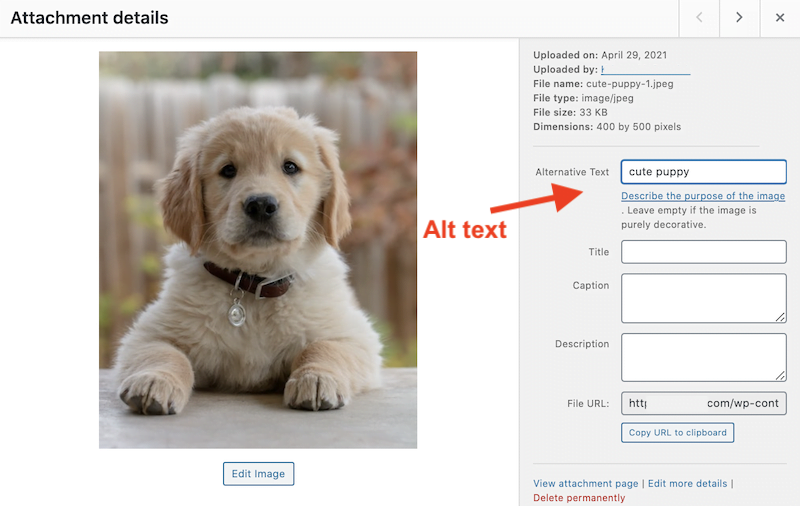 Attachment details
Uploaded on: April 29, 2021
Uploaded by:
File name: cute-puppy-1.jpeg
File type: image/jpeg
File size: 33 KB
Dimensions: 400 by 500 pixels
Alternative Text cute puppy
Describe the purpose of the image
. Leave empty if the image is
purely decorative.
Alt text
Title
Caption
Description
File URL: com/wp-cont
Copy URL to clipboard
Edit Image
View attachment page | Edit more details |
Delete permanently